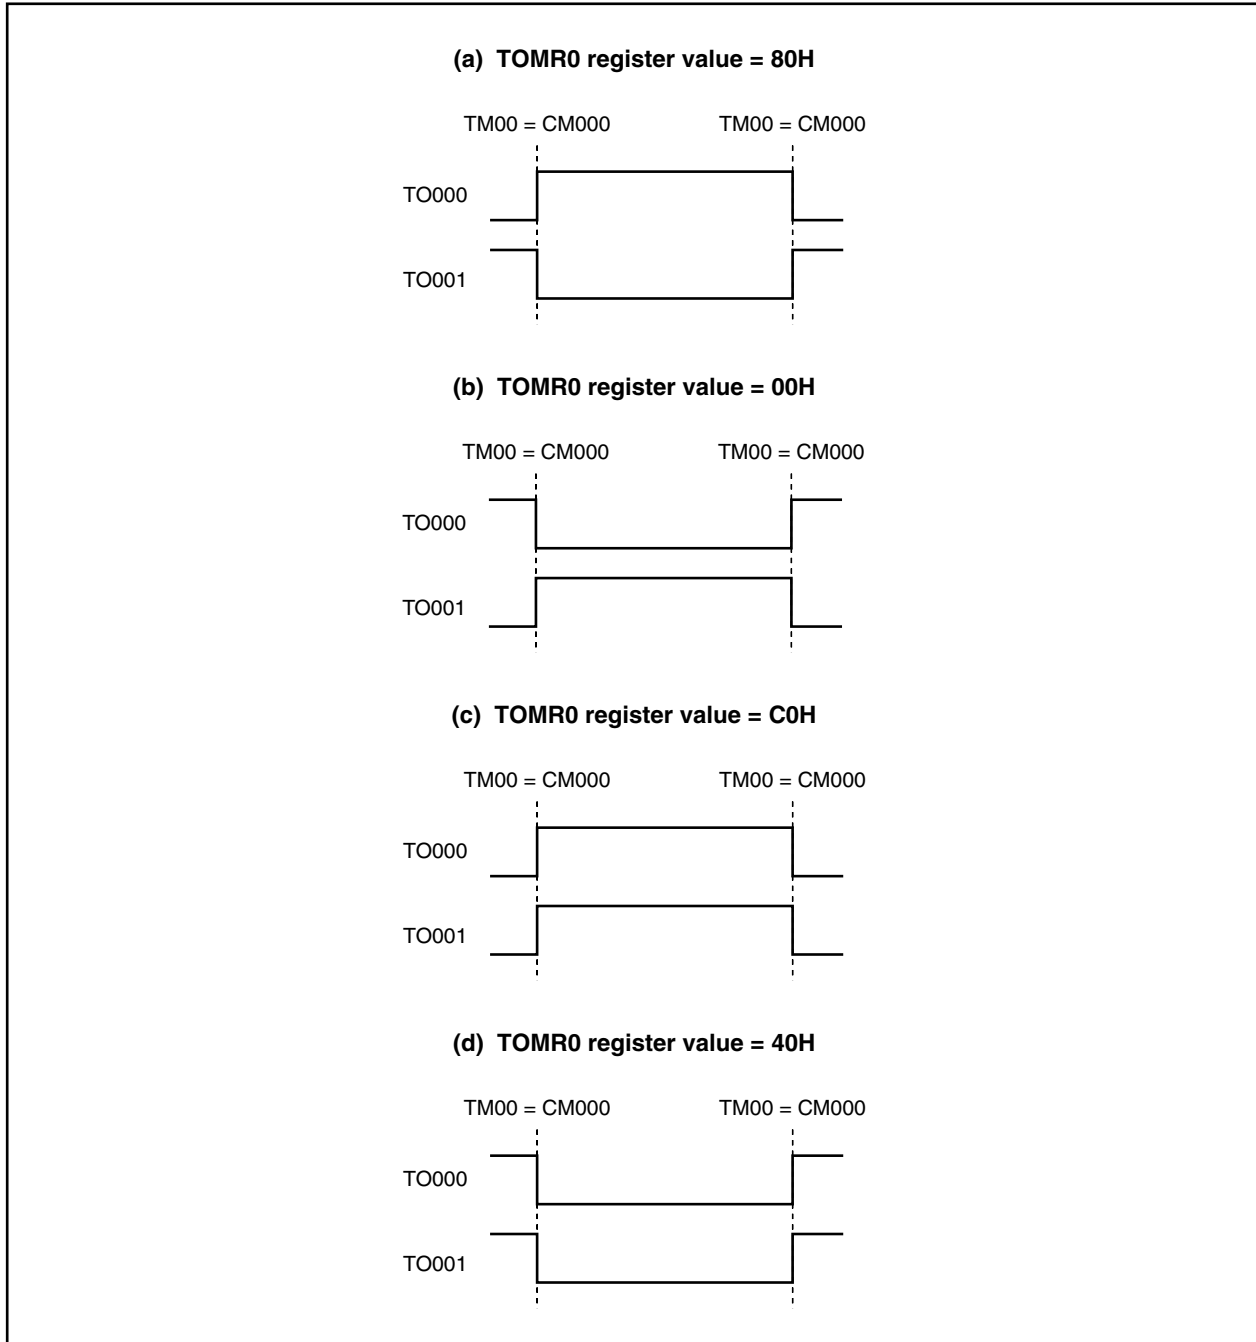 (a) TOMR0 register value = 80H
TM00 = CM000 TM00 = CM000
TO000
TO001
(b) TOMR0 register value = 00H
TM00 = CM000 TM00 = CM000
TO000
TO001
(c) TOMR0 register value = C0H
TM00 = CM000 TM00 = CM000
TO000
TO001
(d) TOMR0 register value = 40H
TM00 = CM000 TM00 = CM000
TO000
TO001